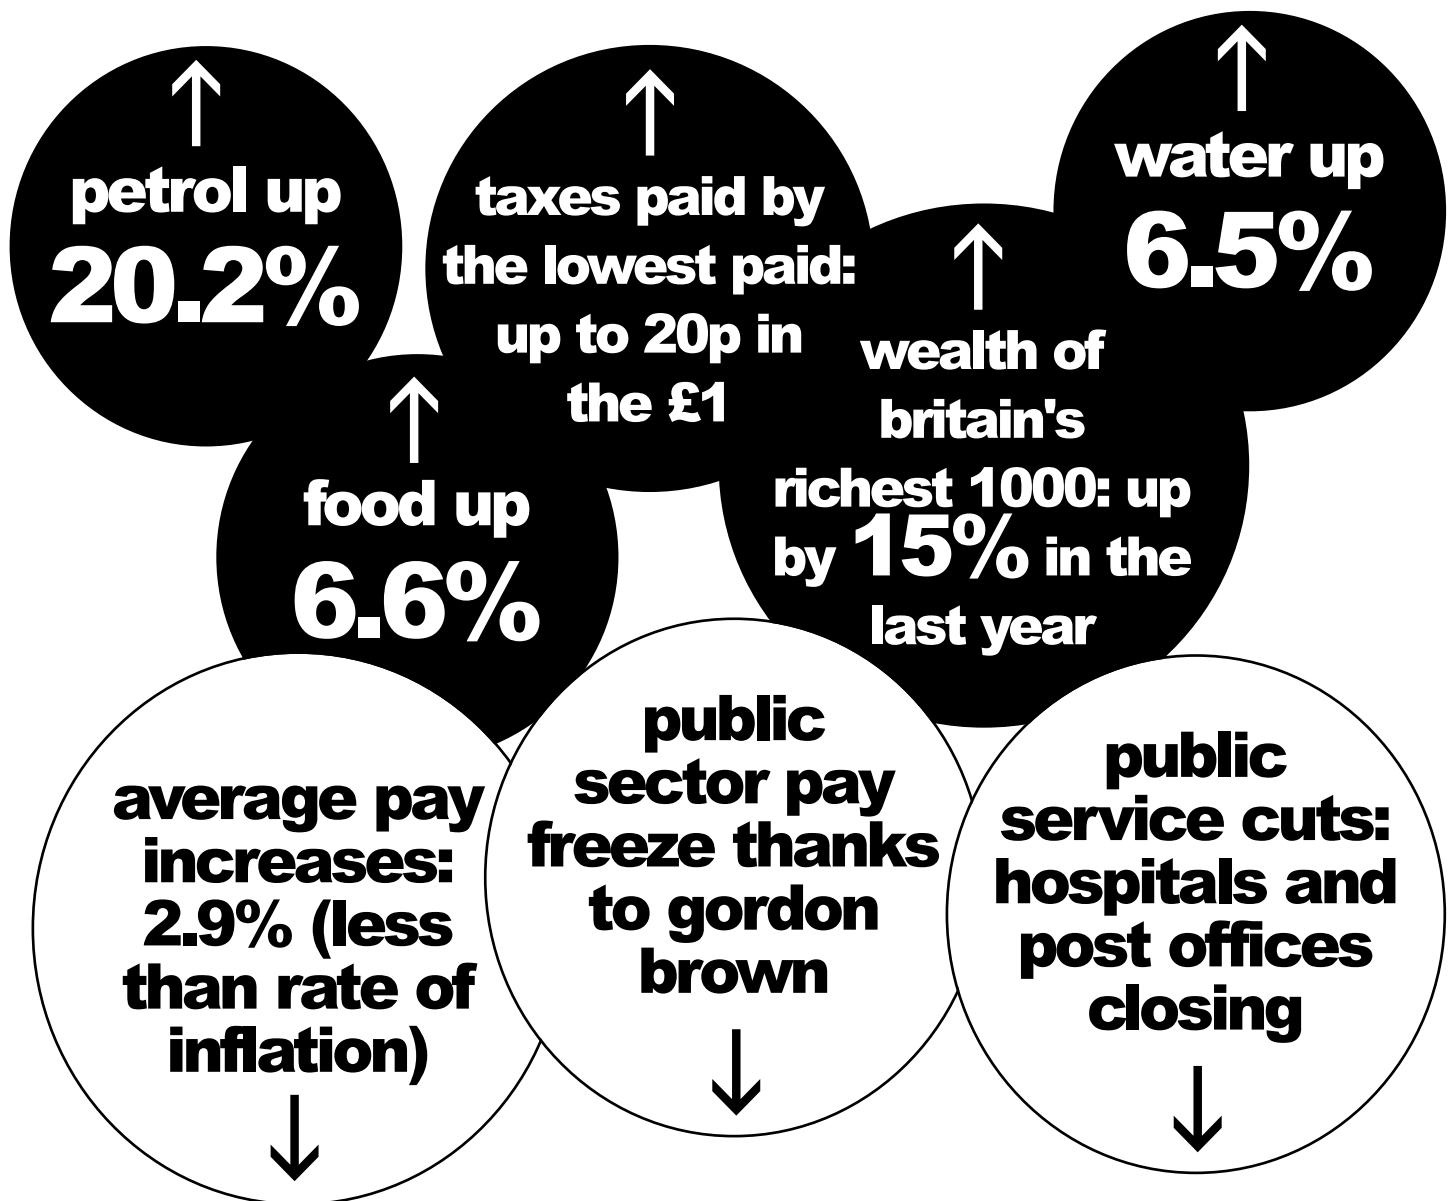 petrol up
20.2%
taxes paid by
the lowest paid:
up to 20p in
the £1
water up
6.5%
food up
6.6%
wealth of
britain's
richest 1000: up
by 15% in the
last year
average pay
increases:
2.9% (less
than rate of
inflation)
public
sector pay
freeze thanks
to gordon
brown
public
service cuts:
hospitals and
post offices
closing